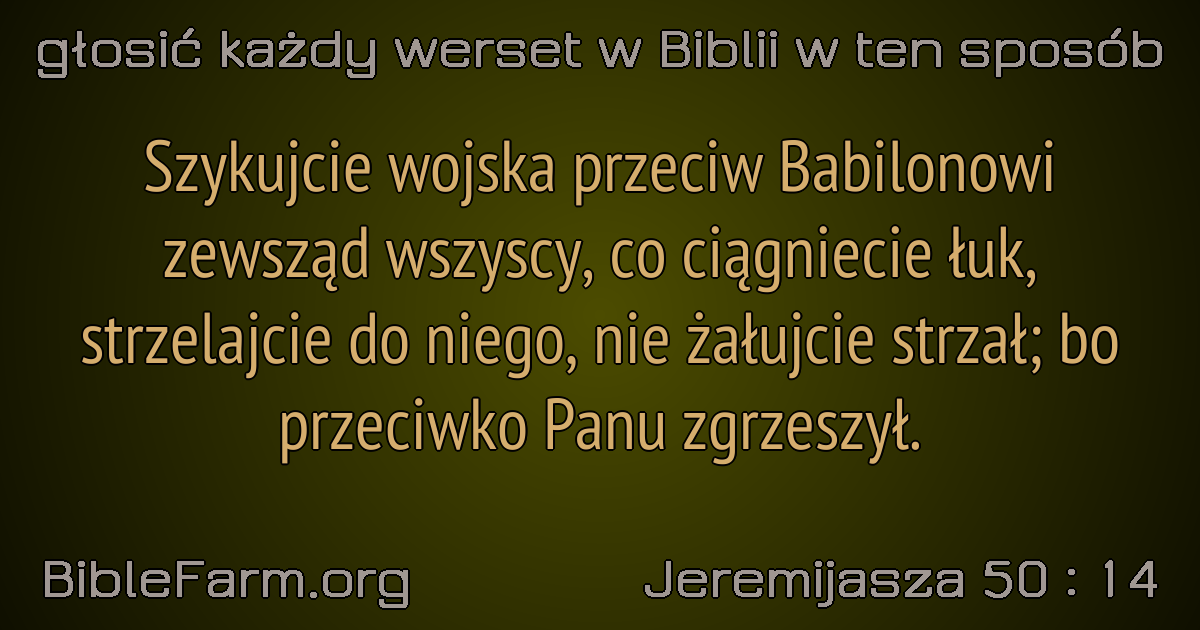 głosić każdy werset w Biblii w ten sposób
Szykujcie wojska przeciw Babilonowi
zewsząd wszyscy, co ciągniecie łuk,
strzelajcie do niego, nie żałujcie strzał; bo
przeciwko Panu zgrzeszył.
BibleFarm.org
Jeremijasza 50 : 14